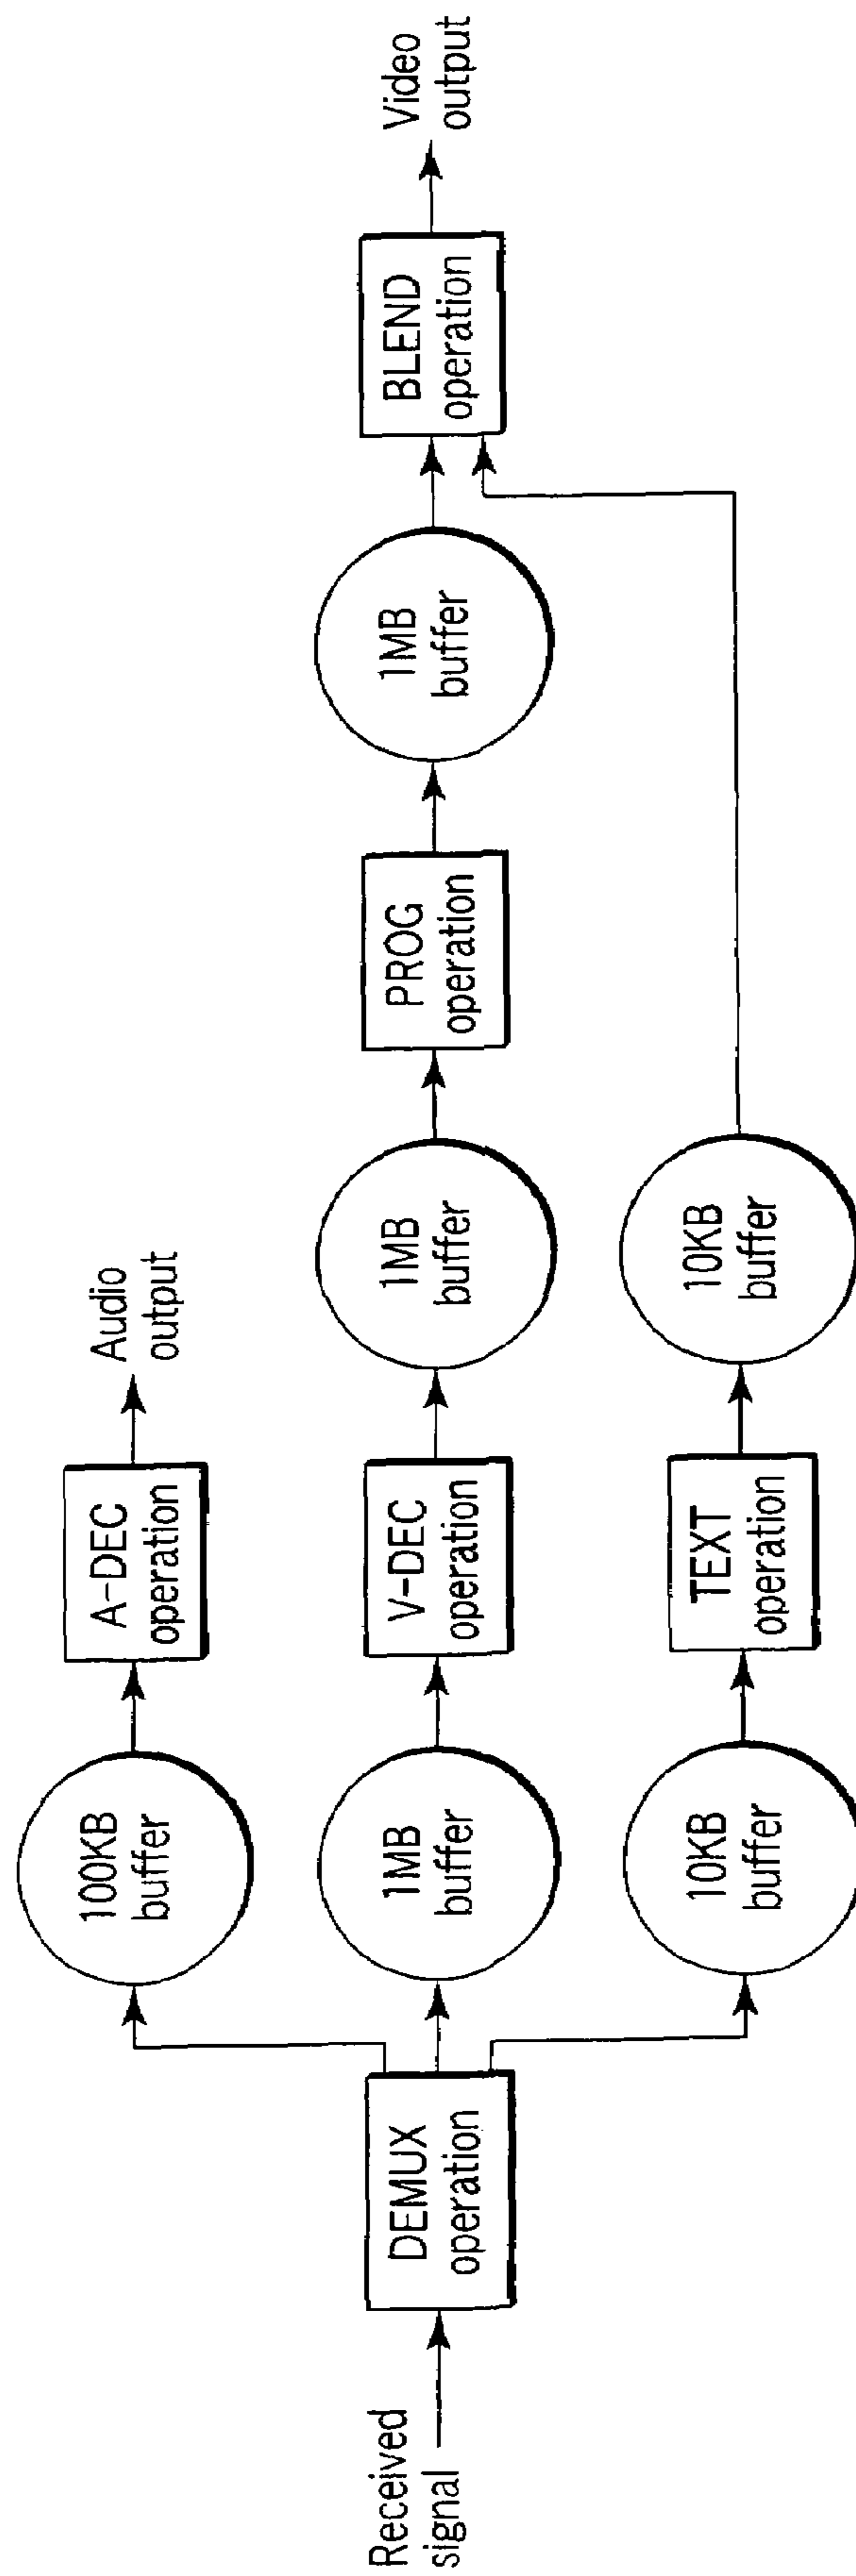 Received
signal
DEMUX
operation
100KB
buffer
A-DEC
operation
Audio
output
1MB
buffer
V-DEC
operation
1MB
buffer
PROG
operation
1MB
buffer
BLEND
operation
Video
output
10KB
buffer
TEXT
operation
10KB
buffer